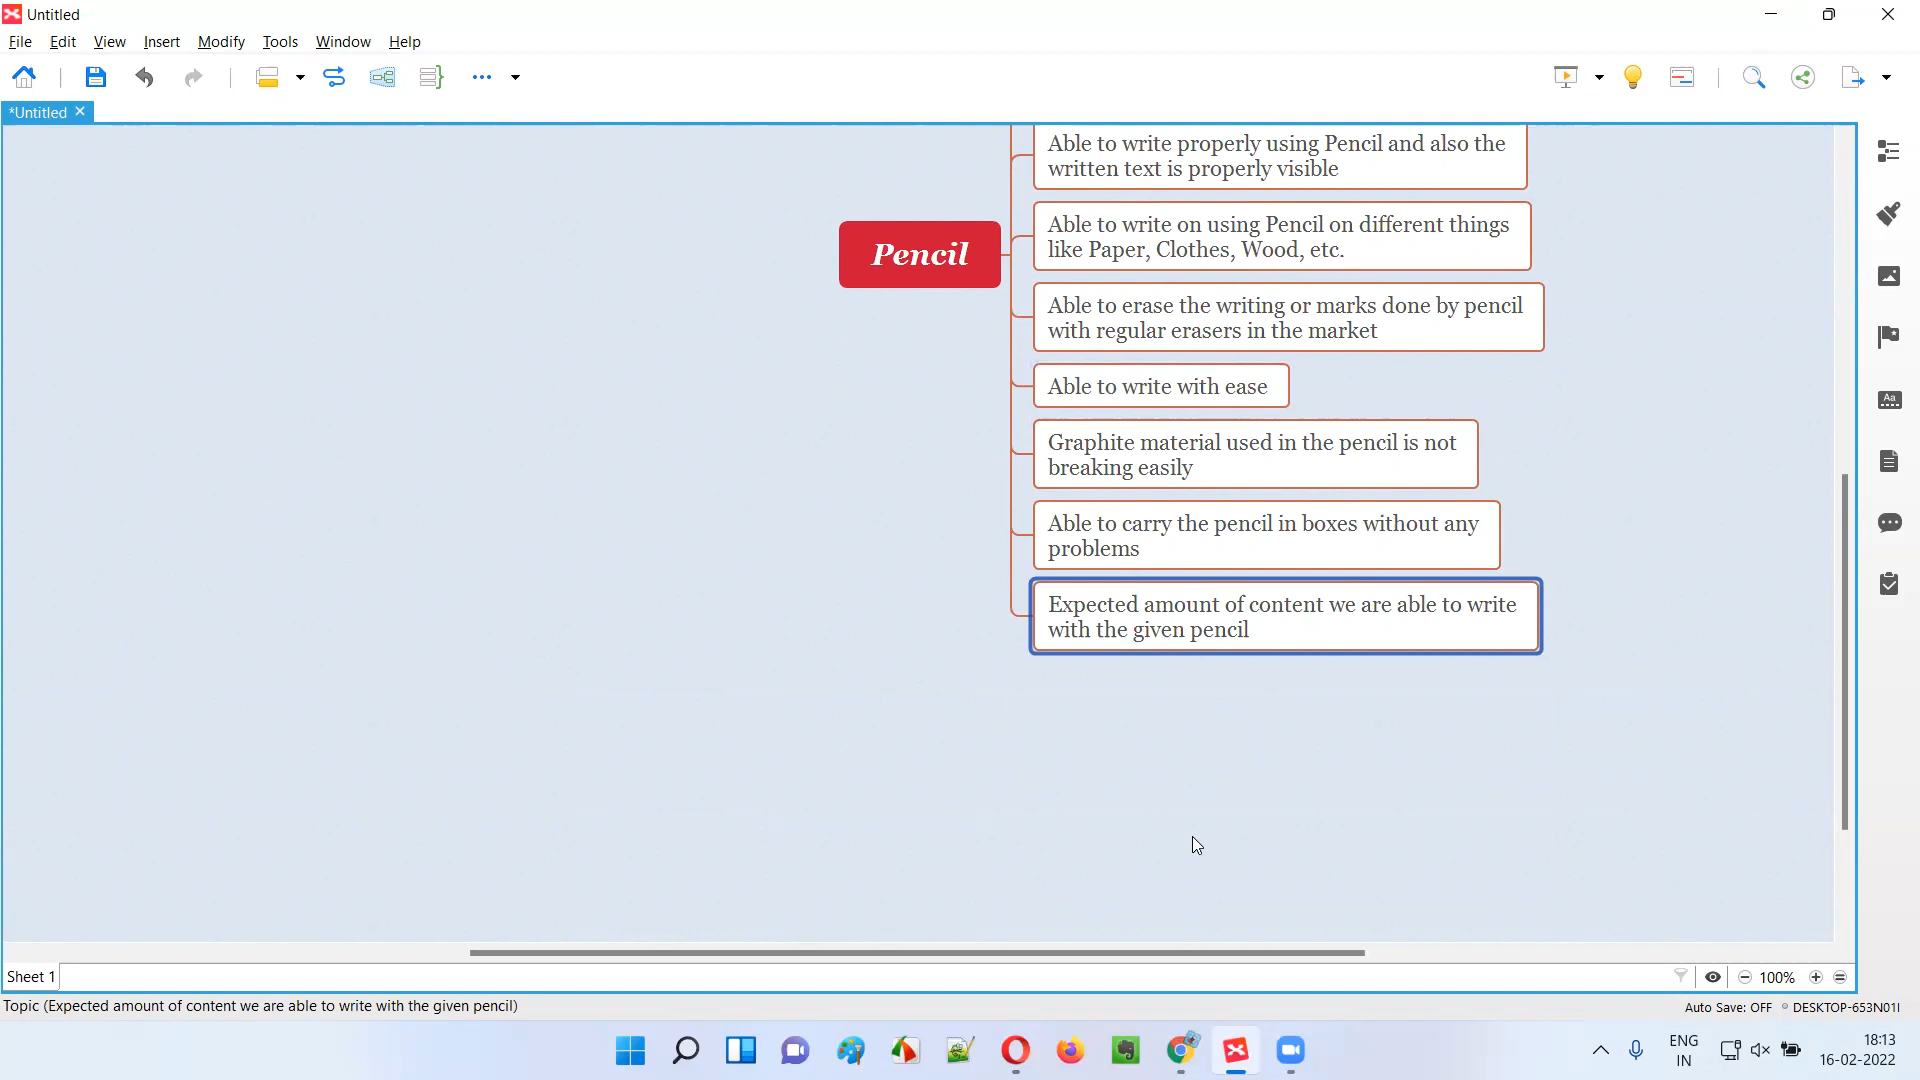 Untitled
File Edit View Insert Modify Tools Window Help
*Untitled
Able to write properly using Pencil and also the
written text is properly visible
Pencil
Able to write on using Pencil on different things
like Paper, Clothes, Wood, etc.
Able to erase the writing or marks done by pencil
with regular erasers in the market
Able to write with ease
Graphite material used in the pencil is not
breaking easily
Able to carry the pencil in boxes without any
problems
Expected amount of content we are able to write
with the given pencil
Aa
Sheet 1
100%
Topic (Expected amount of content we are able to write with the given pencil)
Auto Save: OFF
DESKTOP-653N01I
ENG
IN
18:13
16-02-2022